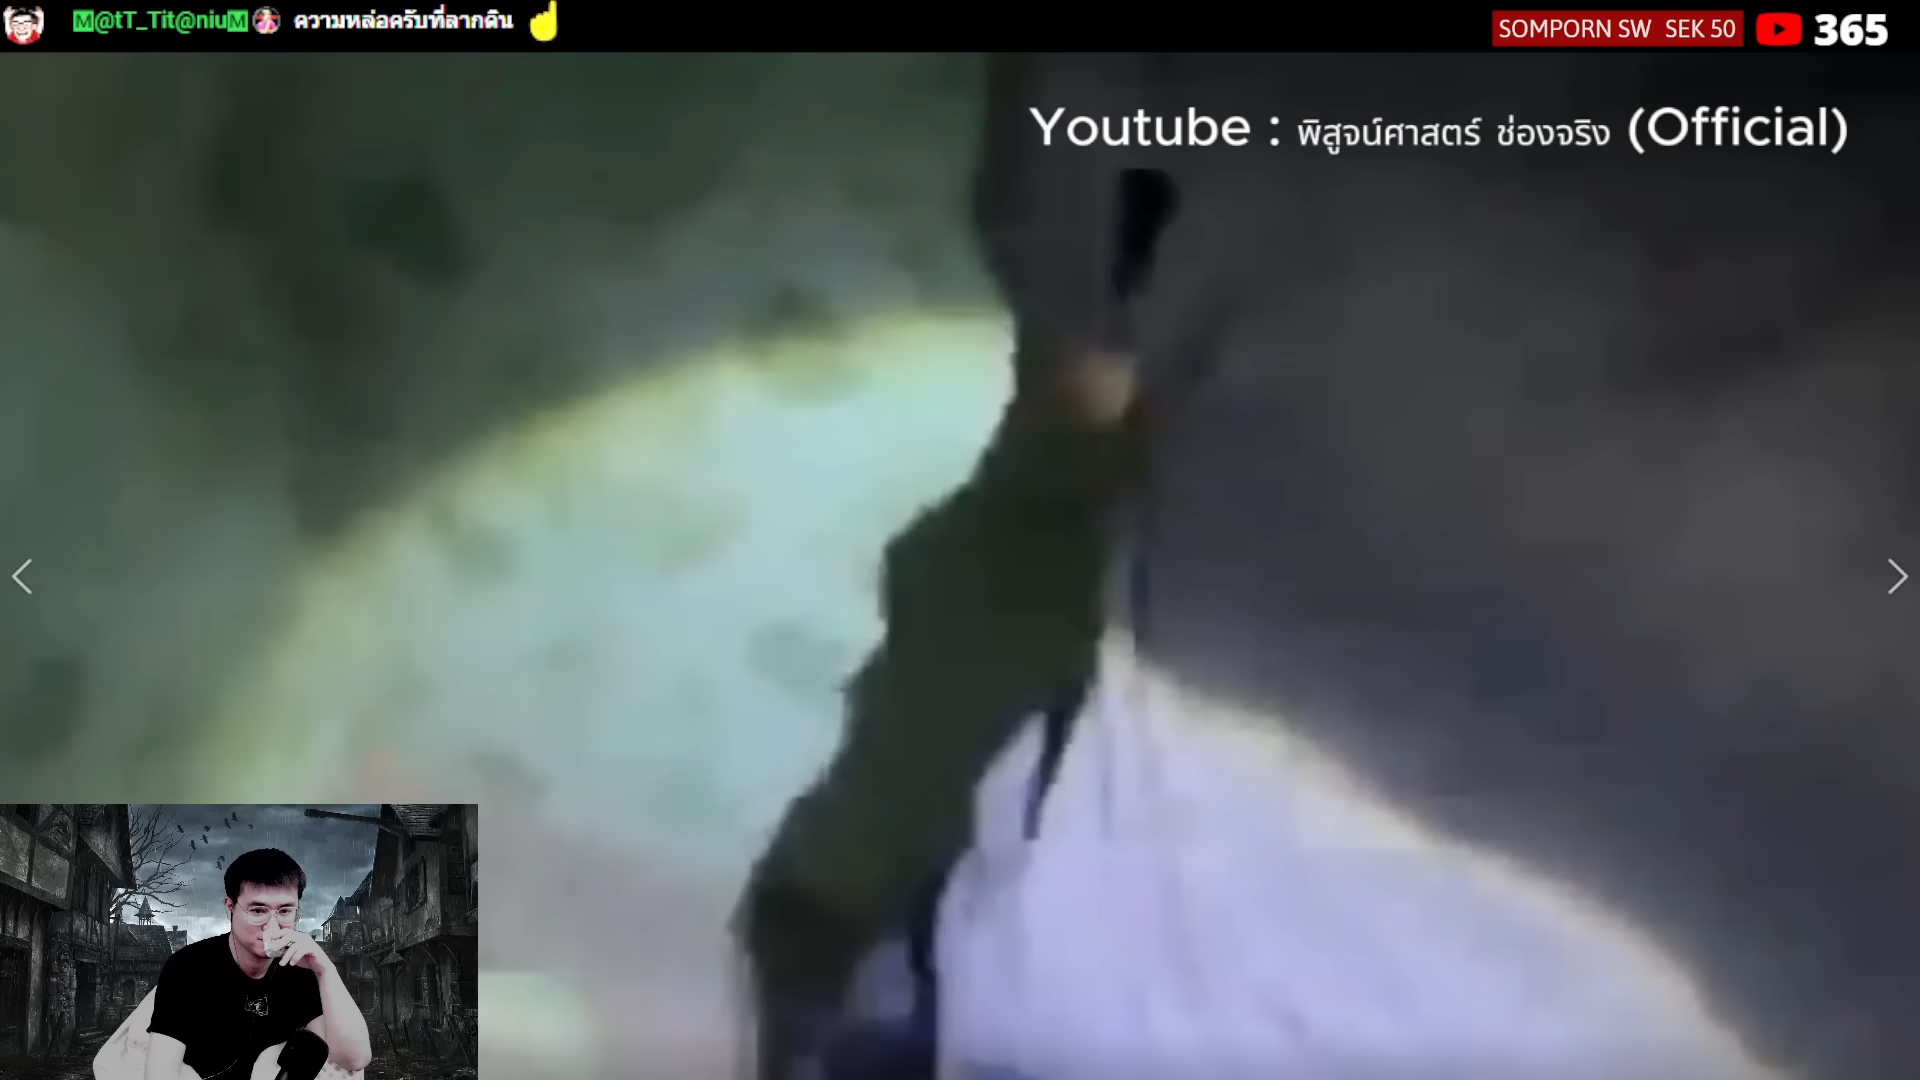 M@tT_Tit@niuM ความหล่อครับที่ลากดิน
SOMPORN SW SEK 50
365
Youtube : พิสูจน์ศาสตร์ ช่องจริง (Official)